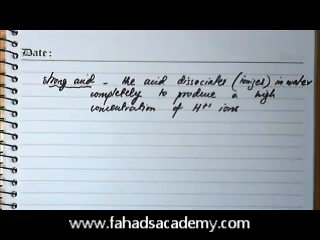 Date:
strong acid - the acid dissociates (ionizes) in water
completely to produce a high
concentration of H⁺ ions
www.fahadsacademy.com